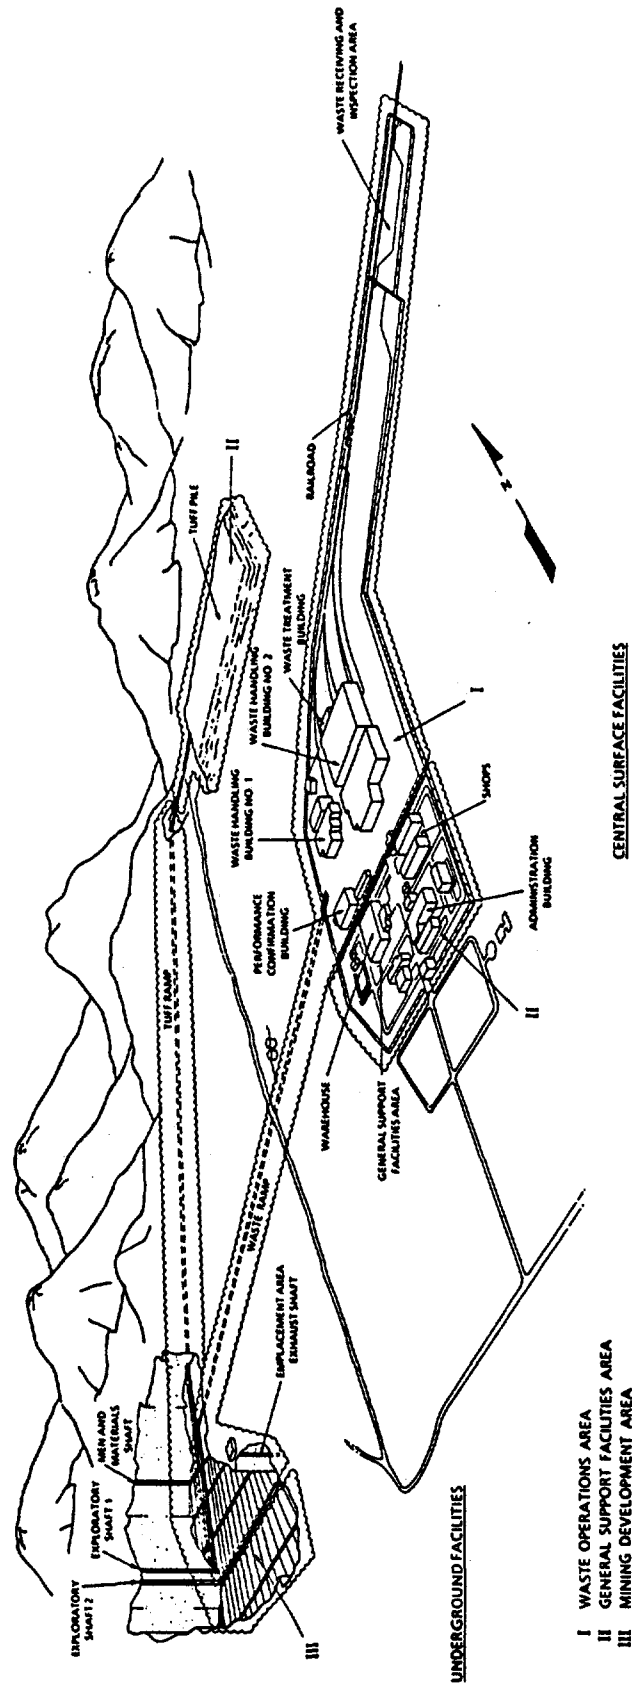 EXPLORATORY
SHAFT 2
EXPLORATORY
SHAFT 1
MEN AND
MATERIALS
SHAFT
TUFF RAMP
TUFF PILE
II
WASTE RAMP
EMPLACEMENT AREA
EXHAUST SHAFT
III
PERFORMANCE
CONFIRMATION
BUILDING
WASTE HANDLING
BUILDING NO 1
WASTE HANDLING
BUILDING NO 2
WASTE TREATMENT
BUILDING
RAILROAD
WASTE RECEIVING AND
INSPECTION AREA
WAREHOUSE
GENERAL SUPPORT
FACILITIES AREA
I
SHOPS
ADMINISTRATION
BUILDING
II
N
UNDERGROUND FACILITIES
CENTRAL SURFACE FACILITIES
I WASTE OPERATIONS AREA
II GENERAL SUPPORT FACILITIES AREA
III MINING DEVELOPMENT AREA